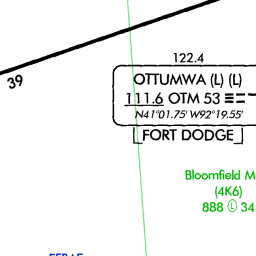 122.4
39
OTTUMWA (L) (L)
111.6 OTM 53
N41°01.75' W92°19.55'
FORT DODGE
Bloomfield M
(4K6)
888 Ⓛ 34